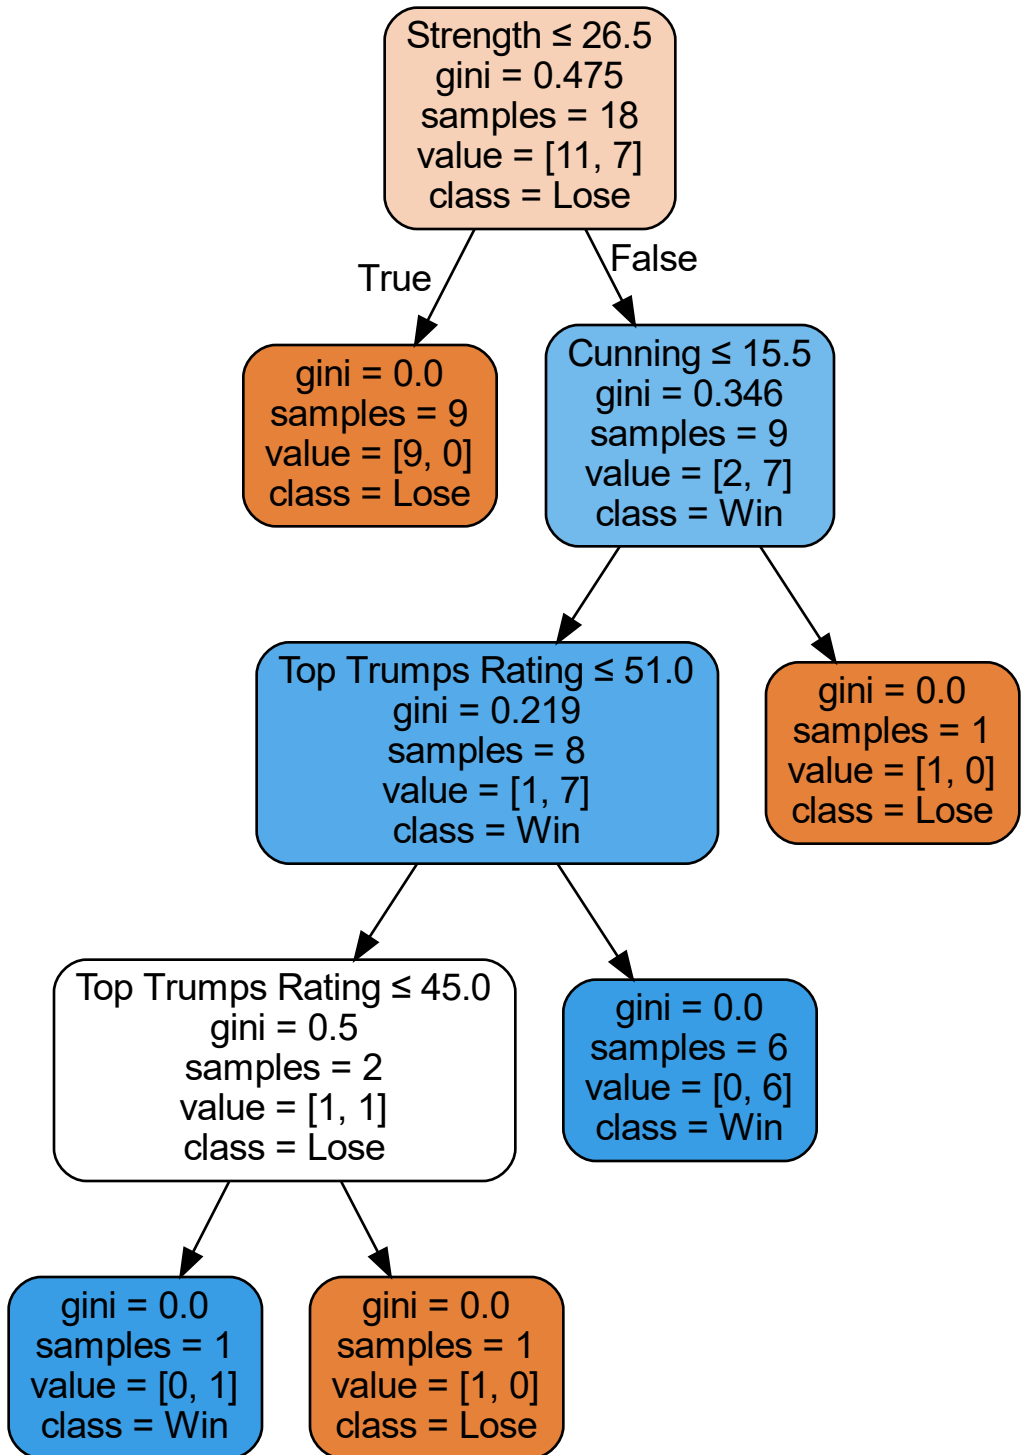 Strength ≤ 26.5
gini = 0.475
samples = 18
value = [11, 7]
class = Lose
True
False
gini = 0.0
samples = 9
value = [9, 0]
class = Lose
Cunning ≤ 15.5
gini = 0.346
samples = 9
value = [2, 7]
class = Win
Top Trumps Rating ≤ 51.0
gini = 0.219
samples = 8
value = [1, 7]
class = Win
gini = 0.0
samples = 1
value = [1, 0]
class = Lose
Top Trumps Rating ≤ 45.0
gini = 0.5
samples = 2
value = [1, 1]
class = Lose
gini = 0.0
samples = 6
value = [0, 6]
class = Win
gini = 0.0
samples = 1
value = [0, 1]
class = Win
gini = 0.0
samples = 1
value = [1, 0]
class = Lose